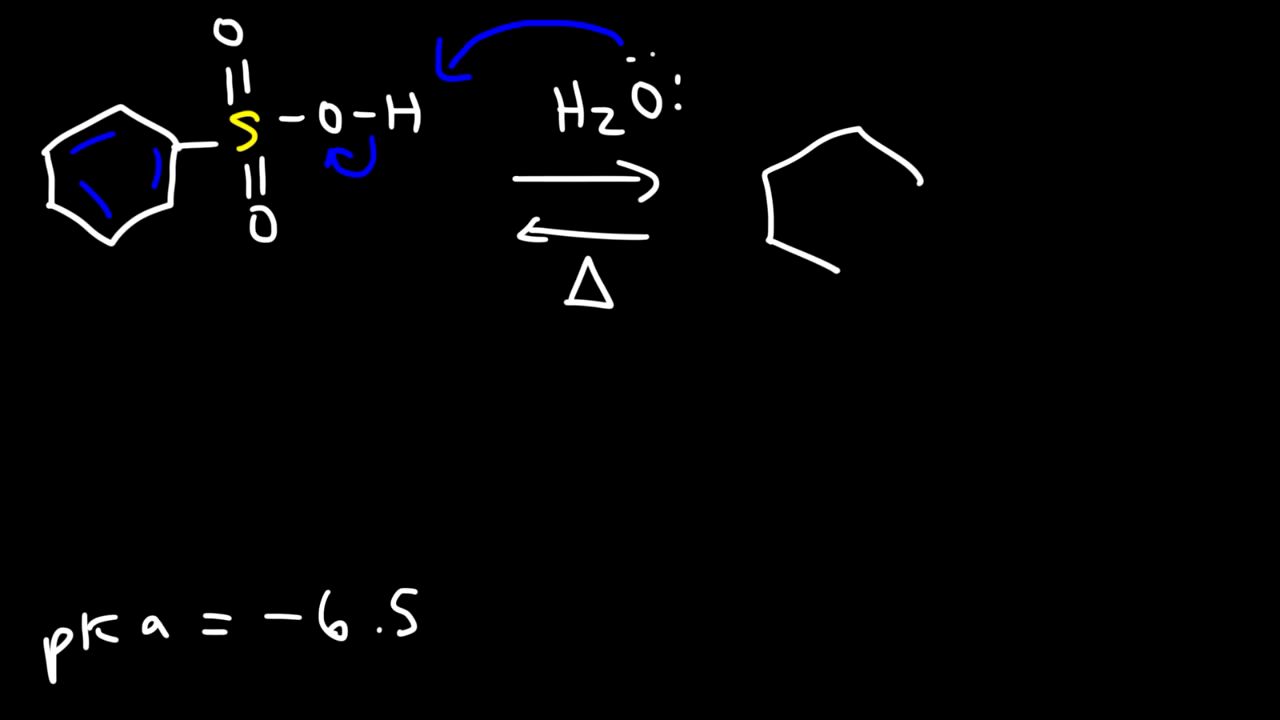 O
S - O - H
H₂O:
O
Δ
pKa = -6.5